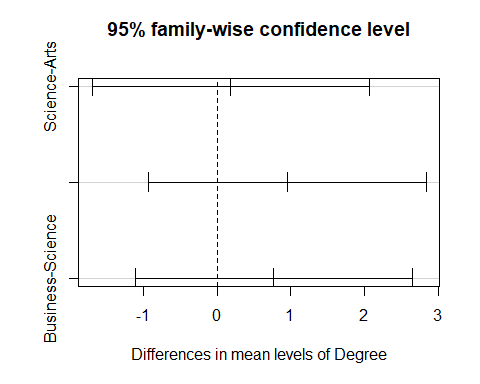 95% family-wise confidence level
Science-Arts
Business-Science
-1 0 1 2 3
Differences in mean levels of Degree